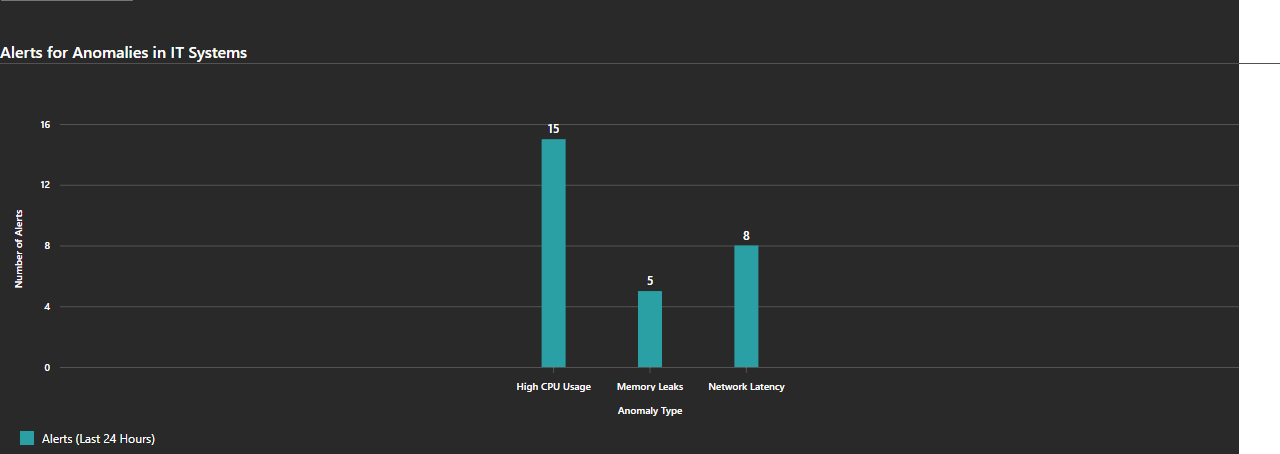 Alerts for Anomalies in IT Systems
16
15
12
Number of Alerts
8
8
5
4
0
High CPU Usage Memory Leaks Network Latency
Anomaly Type
Alerts (Last 24 Hours)